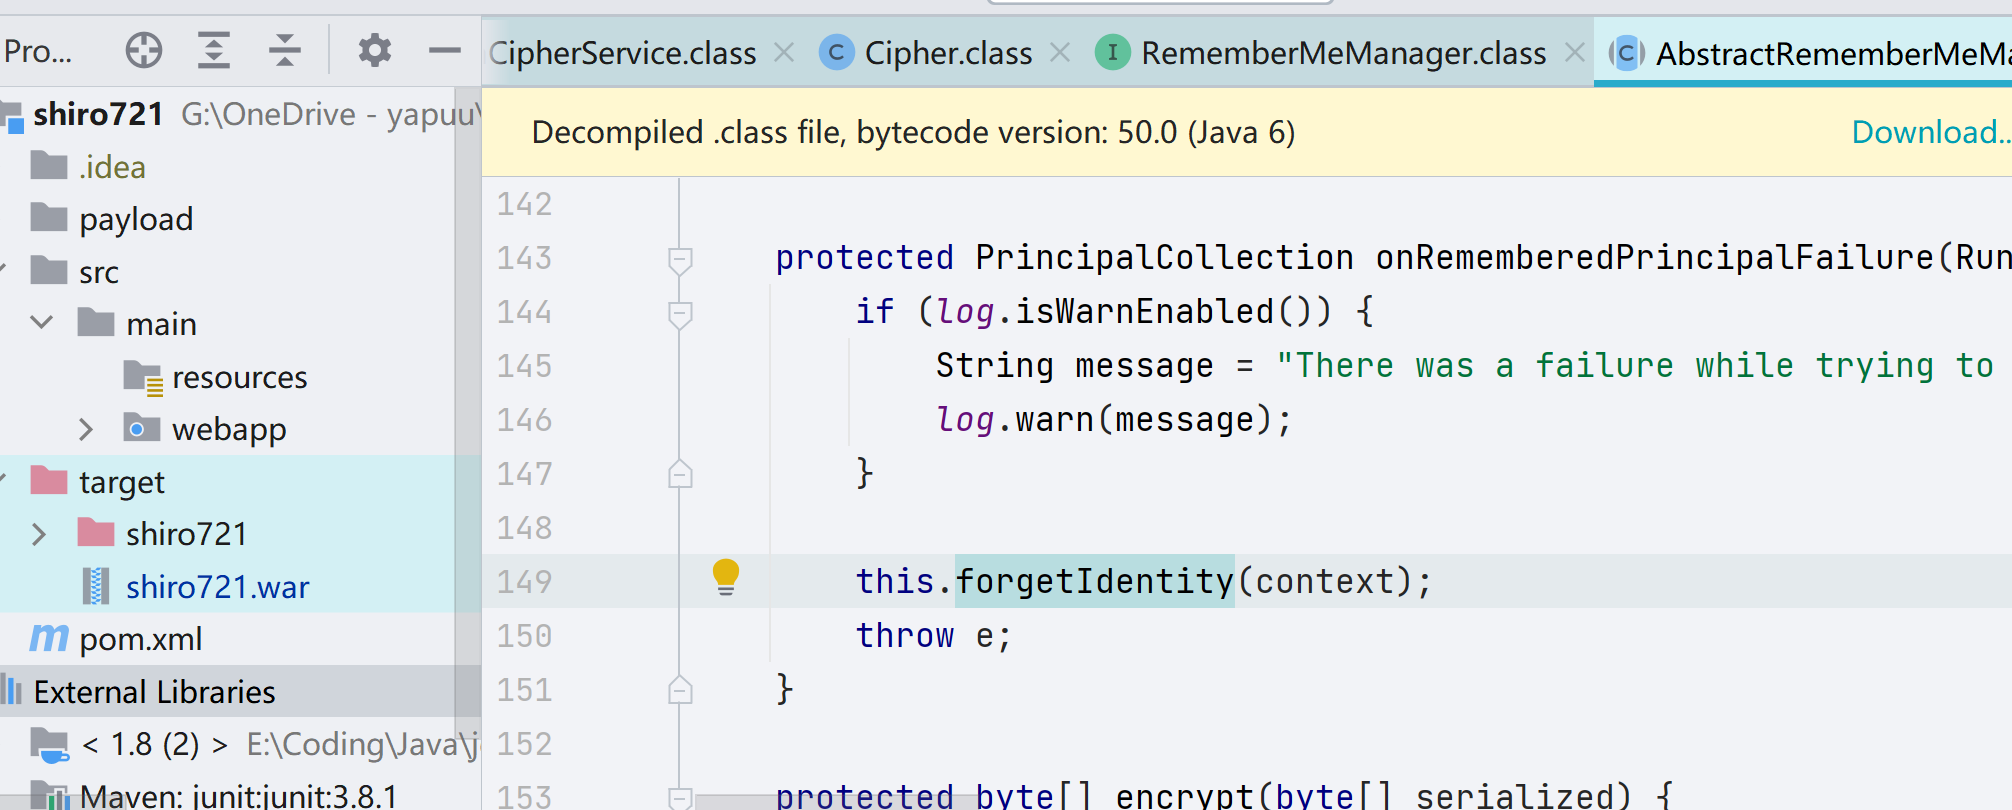 Pro...
CipherService.class
Cipher.class
RememberMeManager.class
AbstractRememberMeMa
shiro721 G:\OneDrive - yapuu\
.idea
payload
src
main
resources
webapp
target
shiro721
shiro721.war
pom.xml
External Libraries
< 1.8 (2) > E:\Coding\Java\j
Maven: junit:junit:3.8.1
Decompiled .class file, bytecode version: 50.0 (Java 6)
Download...
142
143 protected PrincipalCollection onRememberedPrincipalFailure(Run
144 if (log.isWarnEnabled()) {
145 String message = "There was a failure while trying to
146 log.warn(message);
147 }
148
149 this.forgetIdentity(context);
150 throw e;
151 }
152
153 protected byte[] encrypt(byte[] serialized) {